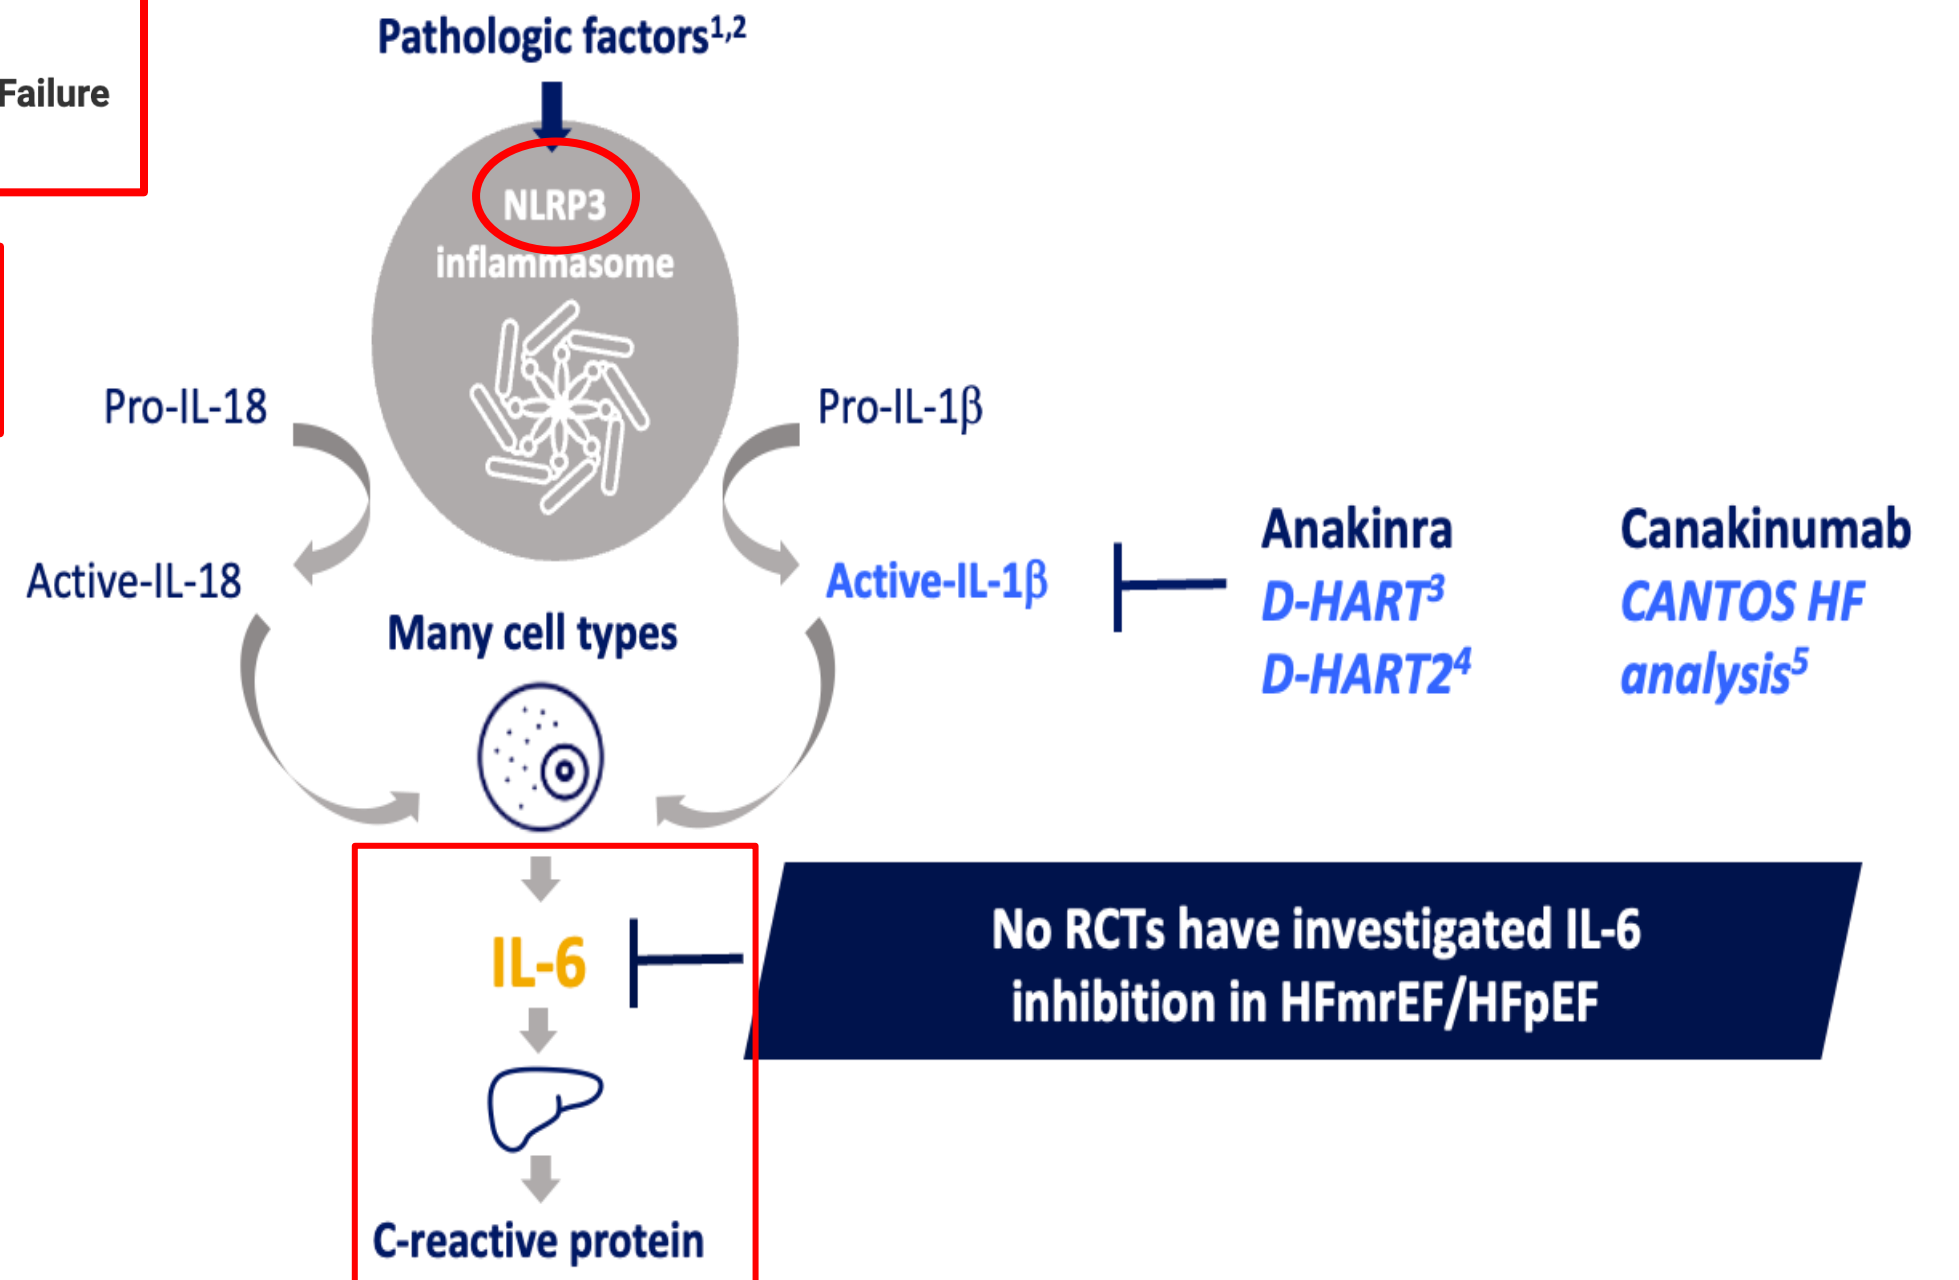 Pathologic factors1,2
Failure
NLRP3
inflammasome
Pro-IL-18
Pro-IL-1β
Active-IL-18
Active-IL-1β
Anakinra
D-HART3
D-HART24
Canakinumab
CANTOS HF
analysis5
Many cell types
IL-6
No RCTs have investigated IL-6
inhibition in HFmrEF/HFpEF
C-reactive protein